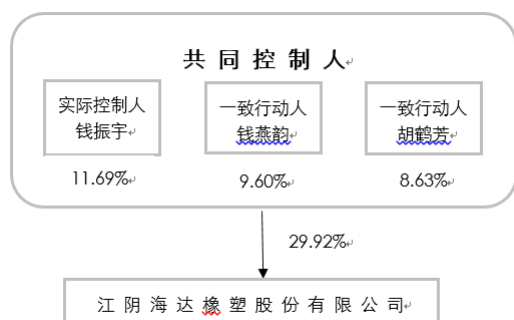 共同控制人
实际控制人
钱振宇
一致行动人
钱燕韵
一致行动人
胡鹤芳
11.69%
9.60%
8.63%
29.92%
江阴海达橡塑股份有限公司